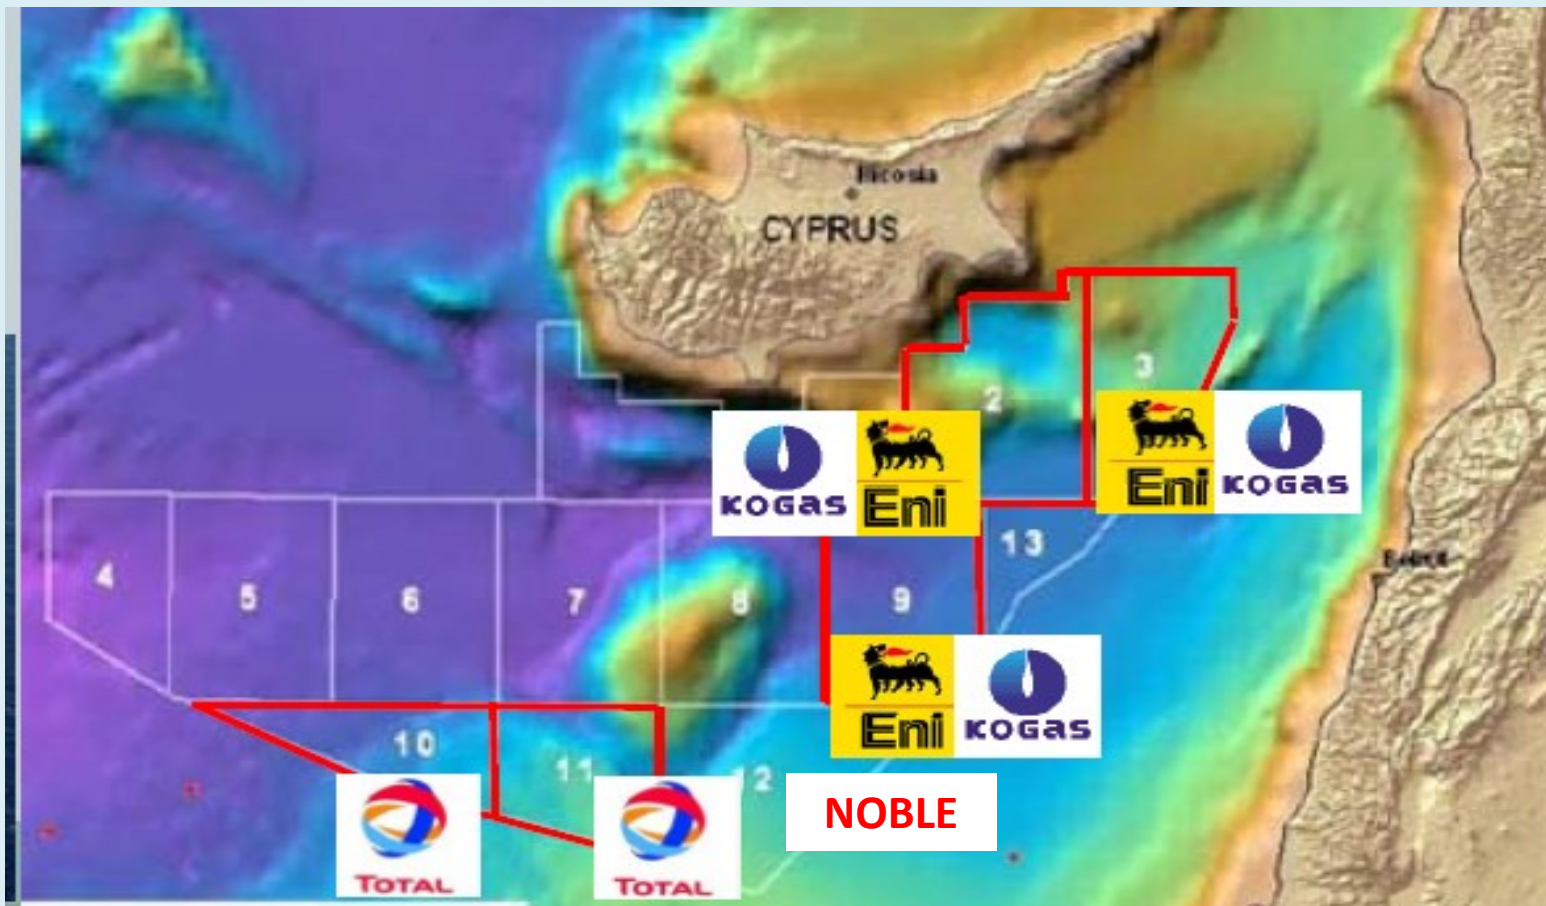 Nicosia
CYPRUS
3
2
KOGAS
Eni
Eni
KOGAS
13
4
5
6
7
8
9
Eni
KOGAS
10
11
12
NOBLE
TOTAL
TOTAL